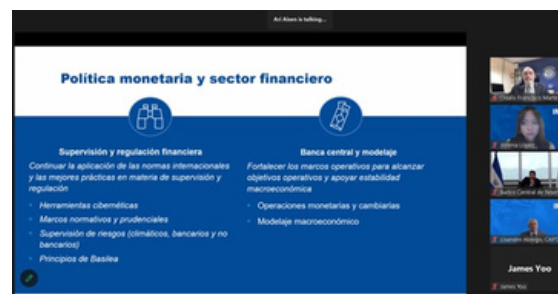 Ari Aisen is talking...
Política monetaria y sector financiero
Supervisión y regulación financiera
Continuar la aplicación de las normas internacionales
y las mejores prácticas en materia de supervisión y
regulación
Herramientas cibernéticas
Marcos normativos y prudenciales
Supervisión de riesgos (climáticos, bancarios y no
bancarios)
Principios de Basilea
Banca central y modelaje
Fortalecer los marcos operativos para alcanzar
objetivos operativos y apoyar estabilidad
macroeconómica
Operaciones monetarias y cambiarias
Modelaje macroeconómico
James Yoo
James Yoo